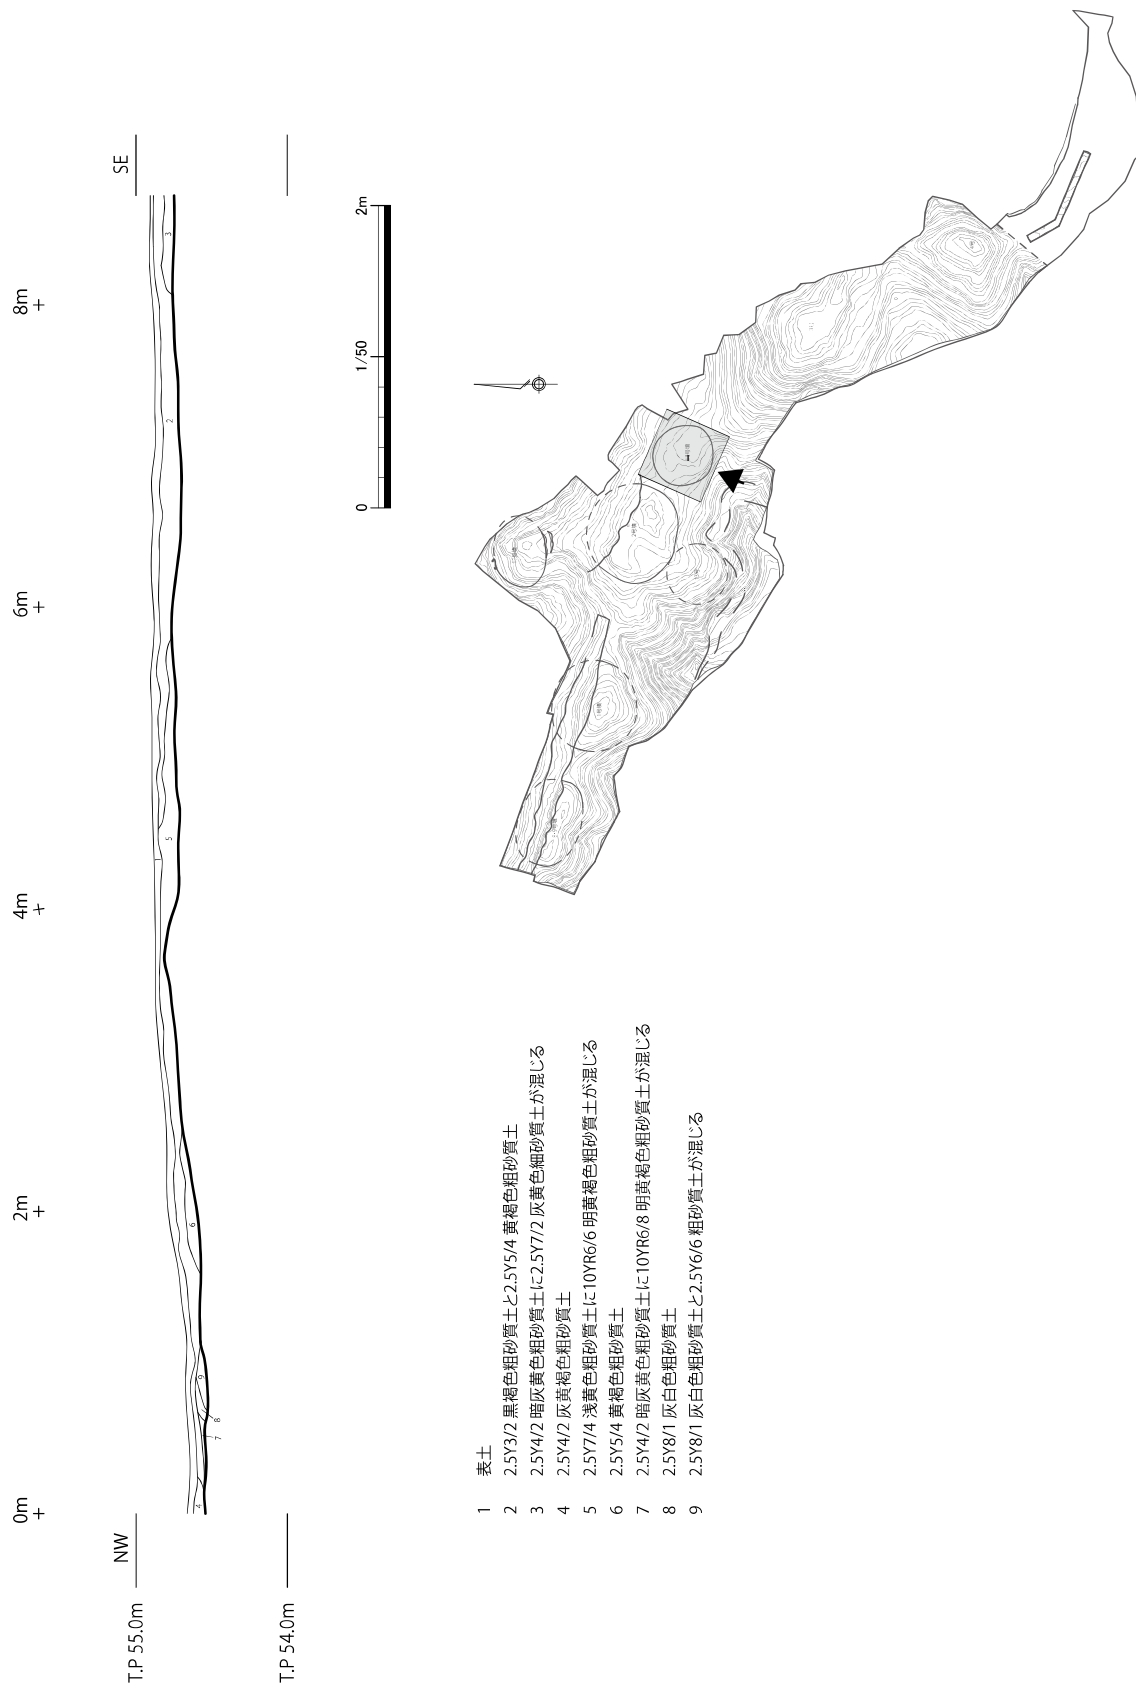 0m
2m
4m
6m
8m
NW
SE
T.P 55.0m
T.P 54.0m
4
7
8
9
6
1
5
2
3
0
1/50
2m
1 表土
2 2.5Y3/2 黒褐色粗砂質土と2.5Y5/4 黄褐色粗砂質土
3 2.5Y4/2 暗灰黄色粗砂質土に2.5Y7/2 灰黄色細砂質土が混じる
4 2.5Y4/2 灰黄褐色粗砂質土
5 2.5Y7/4 浅黄色粗砂質土に10YR6/6 明黄褐色粗砂質土が混じる
6 2.5Y5/4 黄褐色粗砂質土
7 2.5Y4/2 暗灰黄色粗砂質土に10YR6/8 明黄褐色粗砂質土が混じる
8 2.5Y8/1 灰白色粗砂質土
9 2.5Y8/1 灰白色粗砂質土と2.5Y6/6 粗砂質土が混じる